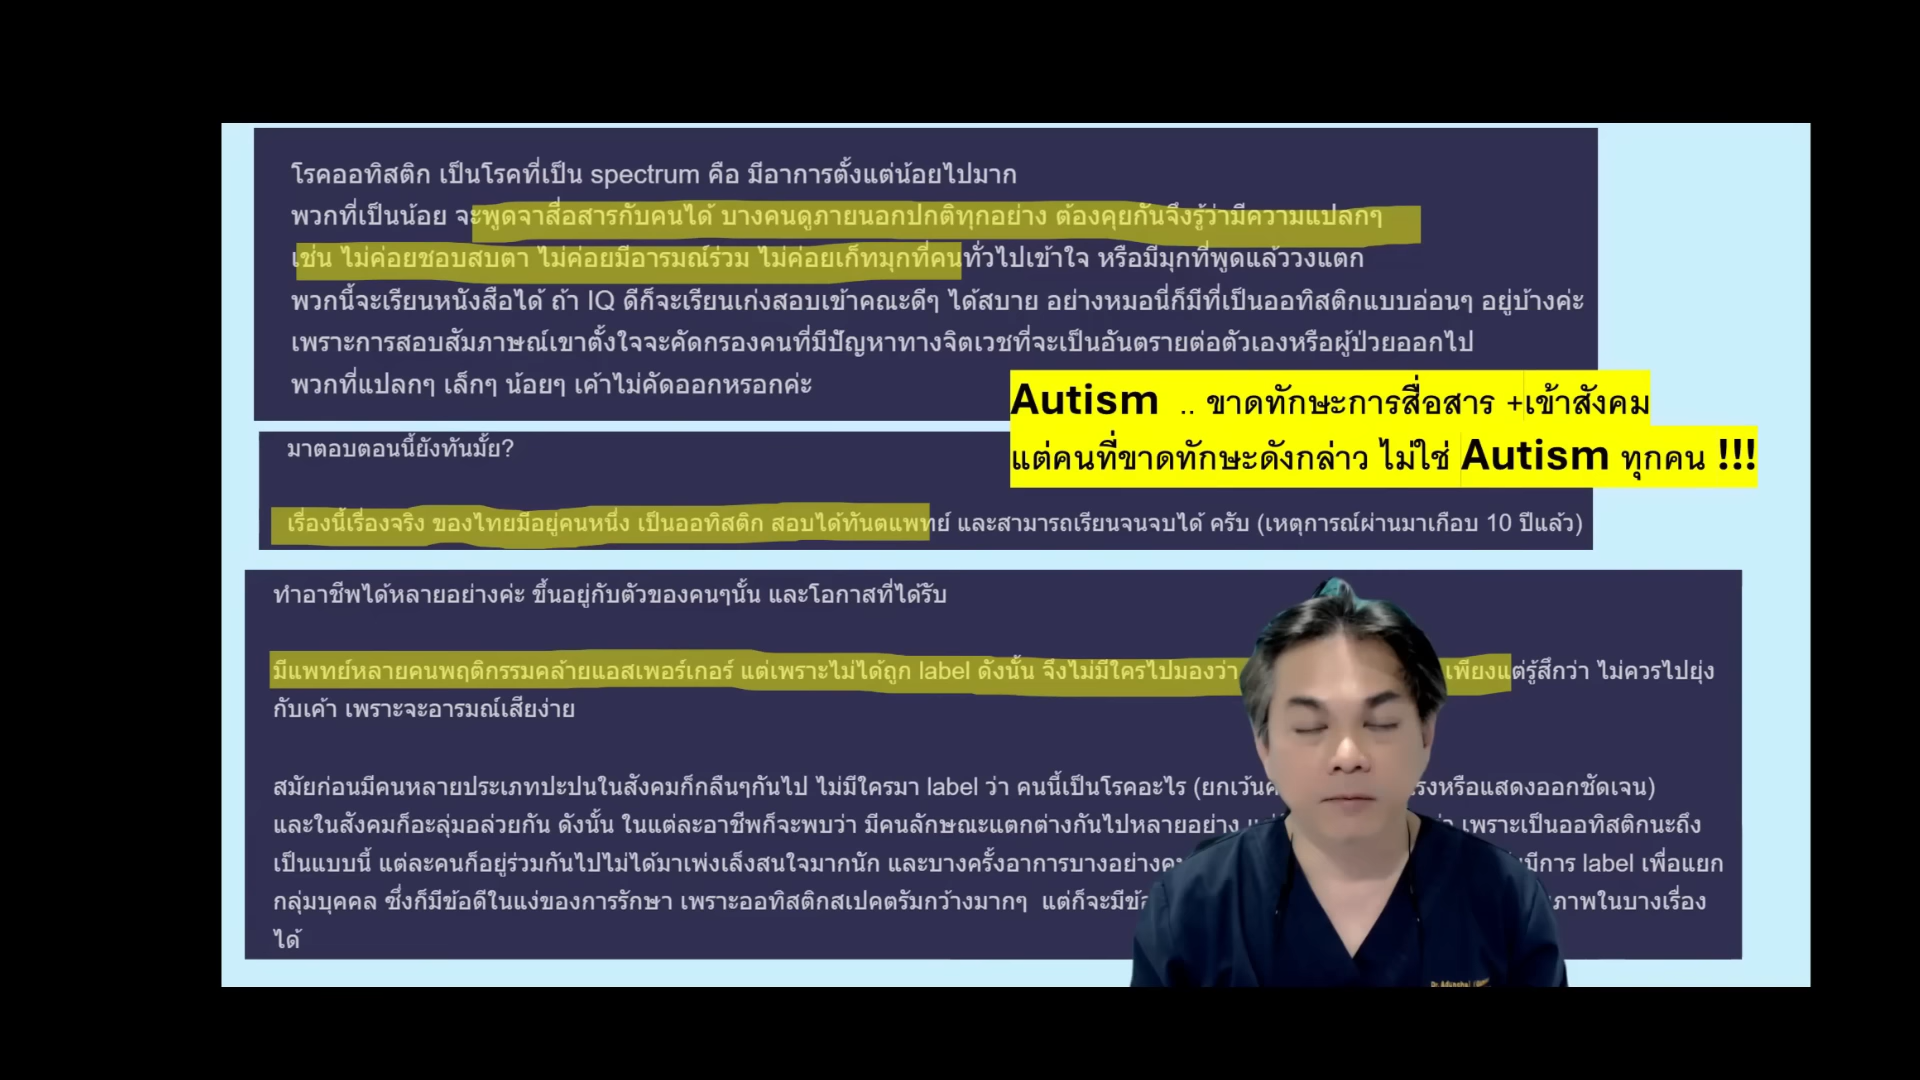 โรคออทิสติก เป็นโรคที่เป็น spectrum คือ มีอาการตั้งแต่น้อยไปมาก
พวกที่เป็นน้อย จะพูดจาสื่อสารกับคนได้ บางคนดูภายนอกปกติทุกอย่าง ต้องคุยกันจึงรู้ว่ามีความแปลกๆ
เช่น ไม่ค่อยชอบสบตา ไม่ค่อยมีอารมณ์ร่วม ไม่ค่อยเก็ทมุกที่คนทั่วไปเข้าใจ หรือมีมุกที่พูดแล้ววงแตก
พวกนี้จะเรียนหนังสือได้ ถ้า IQ ดีก็จะเรียนเก่งสอบเข้าคณะดีๆ ได้สบาย อย่างหมอนี่ก็มีที่เป็นออทิสติกแบบอ่อนๆ อยู่บ้างค่ะ
เพราะการสอบสัมภาษณ์เขาตั้งใจจะคัดกรองคนที่มีปัญหาทางจิตเวชที่จะเป็นอันตรายต่อตัวเองหรือผู้ป่วยออกไป
พวกที่แปลกๆ เล็กๆ น้อยๆ เค้าไม่คัดออกหรอกค่ะ
Autism .. ขาดทักษะการสื่อสาร +เข้าสังคม
แต่คนที่ขาดทักษะดังกล่าว ไม่ใช่ Autism ทุกคน !!!
มาตอบตอนนี้ยังทันมั้ย?
เรื่องนี้เรื่องจริง ของไทยมีอยู่คนหนึ่ง เป็นออทิสติก สอบได้ทันตแพทย์ และสามารถเรียนจนจบได้ ครับ (เหตุการณ์ผ่านมาเกือบ 10 ปีแล้ว)
ทำอาชีพได้หลายอย่างค่ะ ขึ้นอยู่กับตัวของคนๆนั้น และโอกาสที่ได้รับ
มีแพทย์หลายคนพฤติกรรมคล้ายแอสเพอร์เกอร์ แต่เพราะไม่ได้ถูก label ดังนั้น จึงไม่มีใครไปมองว่า เพียงแต่รู้สึกว่า ไม่ควรไปยุ่ง
กับเค้า เพราะจะอารมณ์เสียง่าย
สมัยก่อนมีคนหลายประเภทปะปนในสังคมก็กลืนๆกันไป ไม่มีใครมา label ว่า คนนี้เป็นโรคอะไร (ยกเว้น รงหรือแสดงออกชัดเจน)
และในสังคมก็อะลุ่มอล่วยกัน ดังนั้น ในแต่ละอาชีพก็จะพบว่า มีคนลักษณะแตกต่างกันไปหลายอย่าง เพราะเป็นออทิสติกนะถึง
เป็นแบบนี้ แต่ละคนก็อยู่ร่วมกันไปไม่ได้มาเพ่งเล็งสนใจมากนัก และบางครั้งอาการบางอย่าง มีการ label เพื่อแยก
กลุ่มบุคคล ซึ่งก็มีข้อดีในแง่ของการรักษา เพราะออทิสติกสเปคตรัมกว้างมากๆ แต่ก็จะมี ภาพในบางเรื่อง
ได้